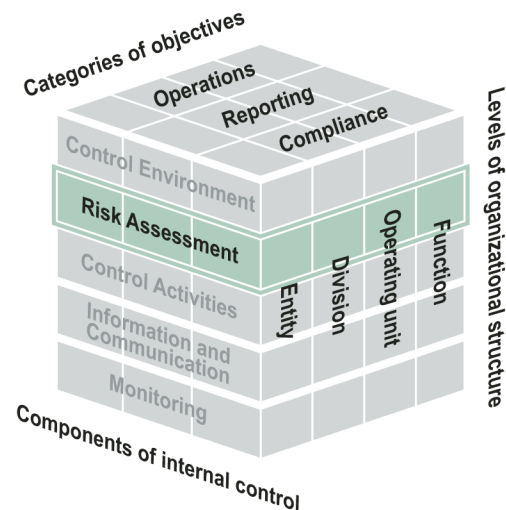 Categories of objectives
Operations
Reporting
Compliance
Control Environment
Risk Assessment
Control Activities
Information and
Communication
Monitoring
Components of internal control
Entity
Division
Operating unit
Function
Levels of organizational structure